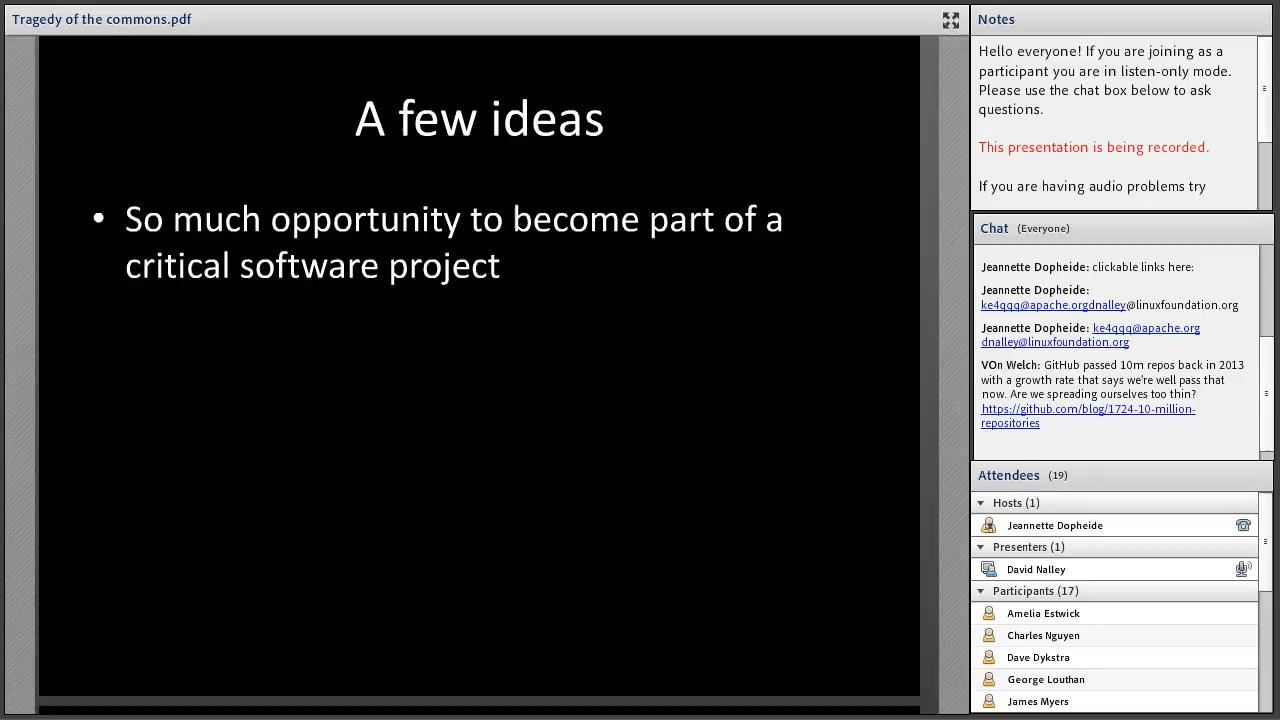 Tragedy of the commons.pdf
A few ideas
• So much opportunity to become part of a
critical software project
Notes
Hello everyone! If you are joining as a
participant you are in listen-only mode.
Please use the chat box below to ask
questions.
This presentation is being recorded.
If you are having audio problems try
Chat (Everyone)
Jeannette Dopheide: clickable links here:
Jeannette Dopheide:
ke4qqq@apache.orgdnalley@linuxfoundation.org
Jeannette Dopheide: ke4qqq@apache.org
dnalley@linuxfoundation.org
VOn Welch: GitHub passed 10m repos back in 2013
with a growth rate that says we're well pass that
now. Are we spreading ourselves too thin?
https://github.com/blog/1724-10-million-
repositories
Attendees (19)
Hosts (1)
Jeannette Dopheide
Presenters (1)
David Nalley
Participants (17)
Amelia Estwick
Charles Nguyen
Dave Dykstra
George Louthan
James Myers